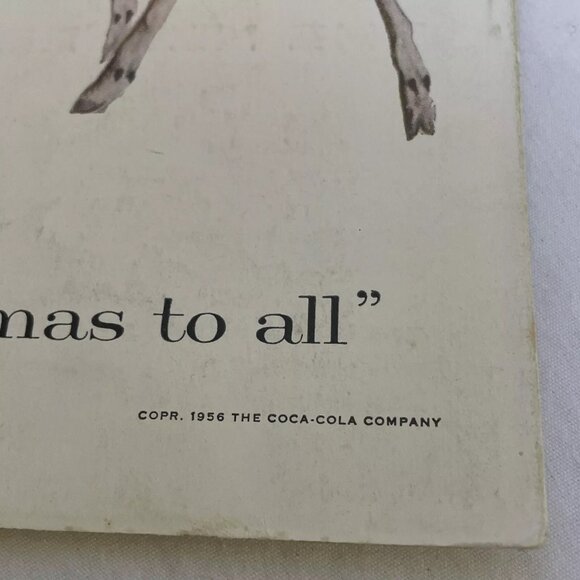 mas to all”
COPR. 1956 THE COCA-COLA COMPANY